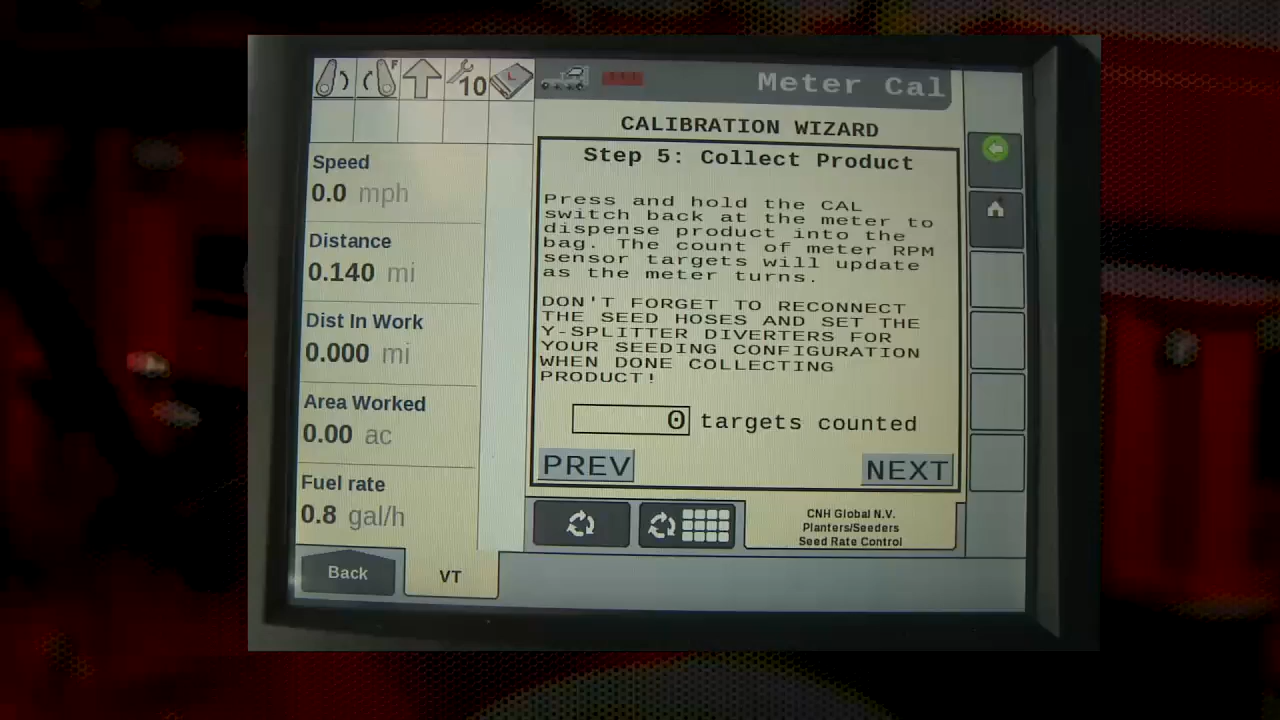 F
10
L
Meter Cal
CALIBRATION WIZARD
Step 5: Collect Product
Press and hold the CAL
switch back at the meter to
dispense product into the
bag. The count of meter RPM
sensor targets will update
as the meter turns.
DON'T FORGET TO RECONNECT
THE SEED HOSES AND SET THE
Y-SPLITTER DIVERTERS FOR
YOUR SEEDING CONFIGURATION
WHEN DONE COLLECTING
PRODUCT!
0 targets counted
PREV
NEXT
Speed
0.0 mph
Distance
0.140 mi
Dist In Work
0.000 mi
Area Worked
0.00 ac
Fuel rate
0.8 gal/h
CNH Global N.V.
Planters/Seeders
Seed Rate Control
Back
VT